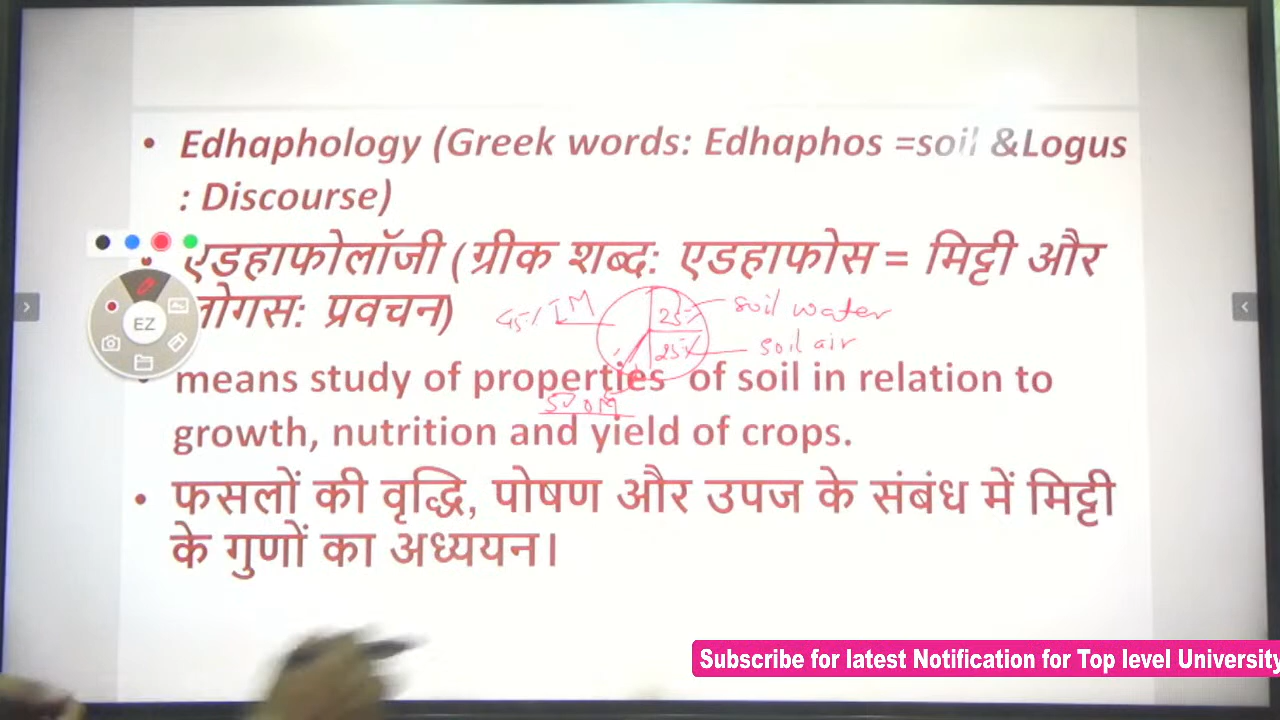 • Edhaphology (Greek words: Edhaphos =soil &Logus
: Discourse)
• एडहाफोलॉजी (ग्रीक शब्द: एडहाफोस = मिट्टी और
लोगस: प्रवचन)
45% IM
25%
soil water
25%
soil air
EZ
• means study of properties of soil in relation to
5% OM
growth, nutrition and yield of crops.
• फसलों की वृद्धि, पोषण और उपज के संबंध में मिट्टी
के गुणों का अध्ययन।
Subscribe for latest Notification for Top level University